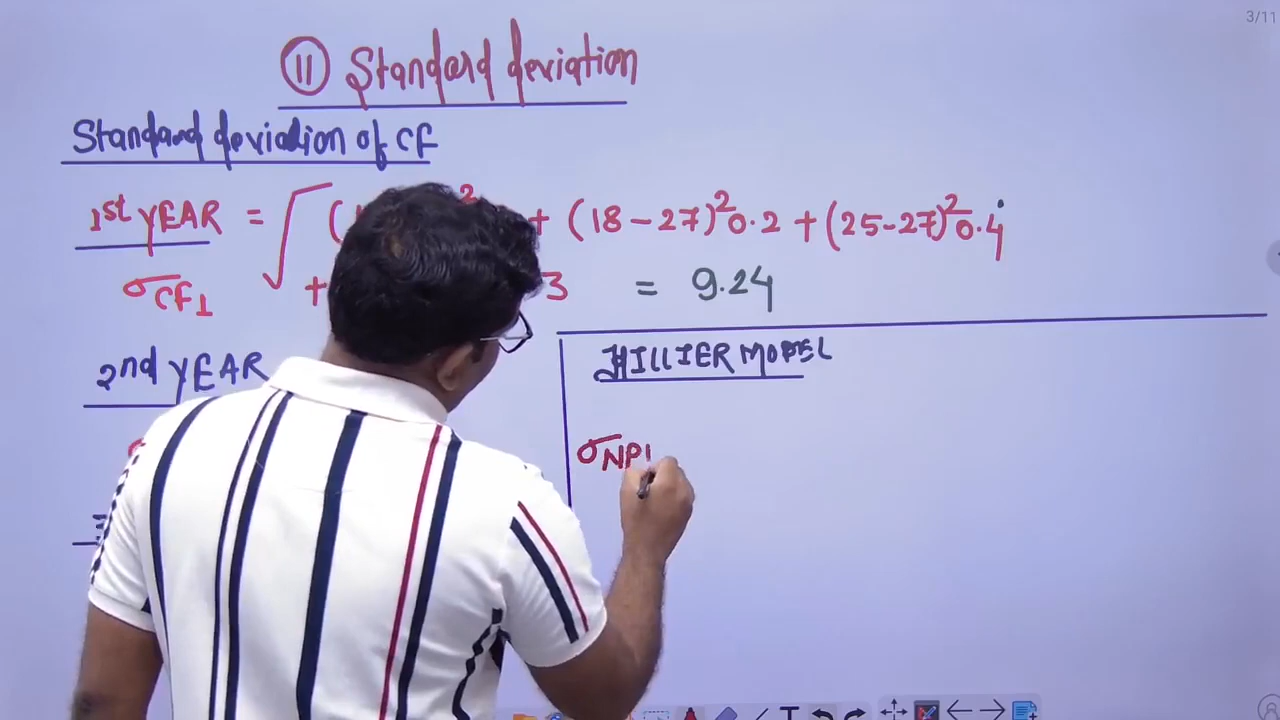 3/11
11 Standard deviation
Standard deviation of CF
1st YEAR = √ ( 2 + (18-27)² 0.2 + (25-27)² 0.4
σCF1 + 3 = 9.24
2nd YEAR
HILLIER MODEL
σNP